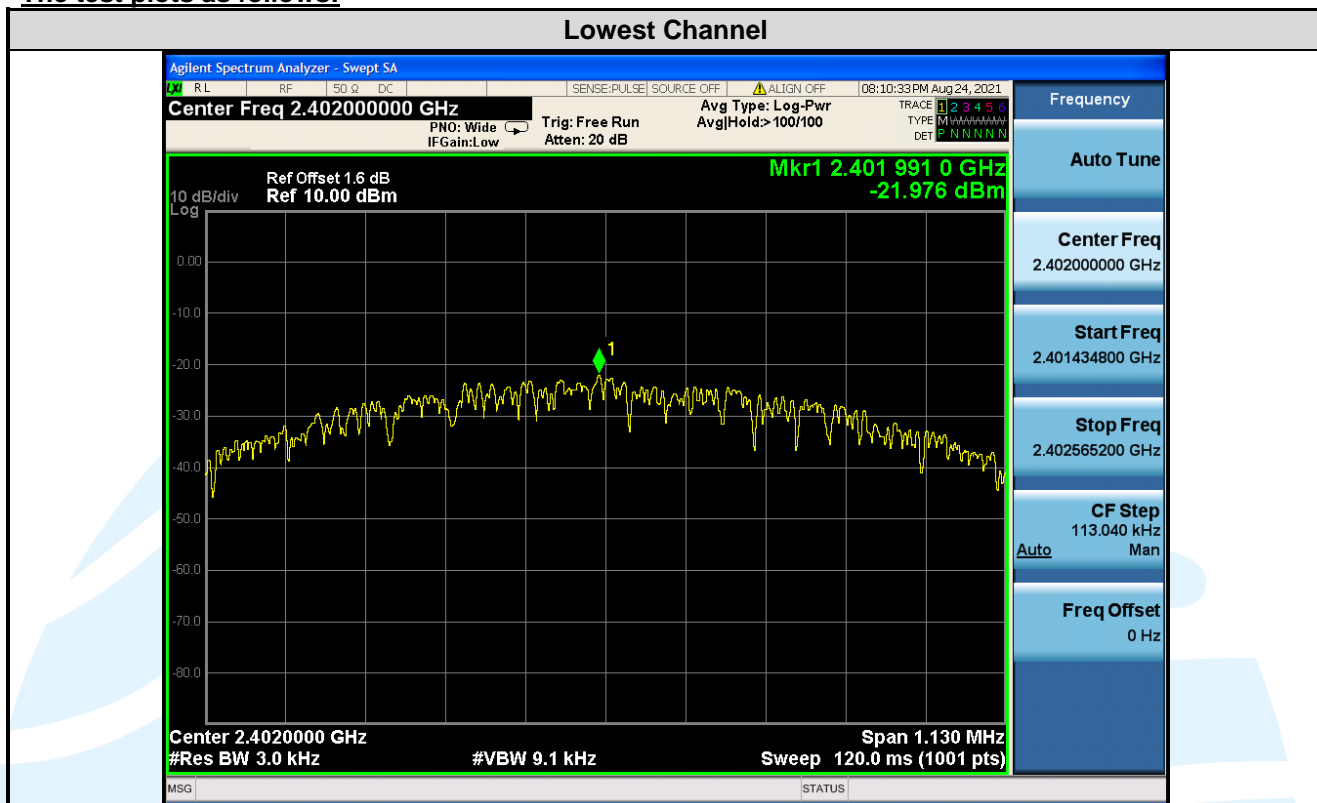 The test plots as follows:
Lowest Channel
Agilent Spectrum Analyzer - Swept SA
LXI RL RF 50 Ω DC SENSE:PULSE SOURCE OFF ALIGN OFF 08:10:33 PM Aug 24, 2021
Center Freq 2.402000000 GHz
PNO: Wide
IFGain:Low
Trig: Free Run
Atten: 20 dB
Avg Type: Log-Pwr
Avg|Hold:>100/100
TRACE 1 2 3 4 5 6
TYPE M
DET P N N N N N
Mkr1 2.401 991 0 GHz
-21.976 dBm
Ref Offset 1.6 dB
10 dB/div Ref 10.00 dBm
Log
0.00
-10.0
-20.0
-30.0
-40.0
-50.0
-60.0
-70.0
-80.0
1
Center 2.4020000 GHz
Span 1.130 MHz
#Res BW 3.0 kHz
#VBW 9.1 kHz
Sweep 120.0 ms (1001 pts)
MSG
STATUS
Frequency
Auto Tune
Center Freq
2.402000000 GHz
Start Freq
2.401434800 GHz
Stop Freq
2.402565200 GHz
CF Step
113.040 kHz
Auto Man
Freq Offset
0 Hz